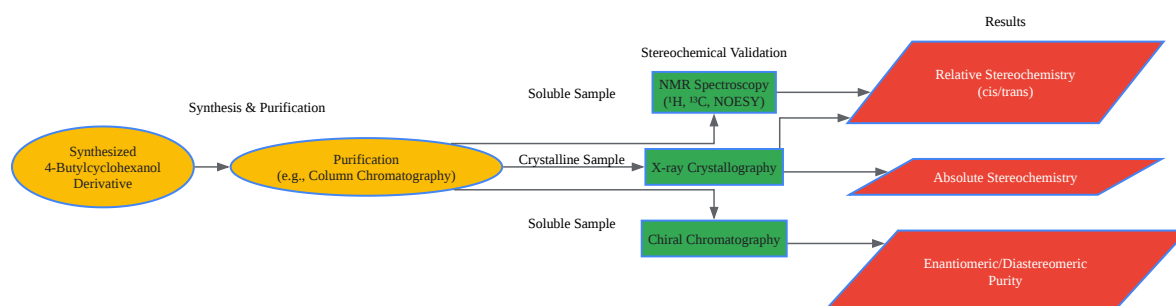 Results
Stereochemical Validation
NMR Spectroscopy
(¹H, ¹³C, NOESY)
Relative Stereochemistry
(cis/trans)
Soluble Sample
Synthesis & Purification
Synthesized
4-Butylcyclohexanol
Derivative
Purification
(e.g., Column Chromatography)
Crystalline Sample
X-ray Crystallography
Absolute Stereochemistry
Soluble Sample
Chiral Chromatography
Enantiomeric/Diastereomeric
Purity